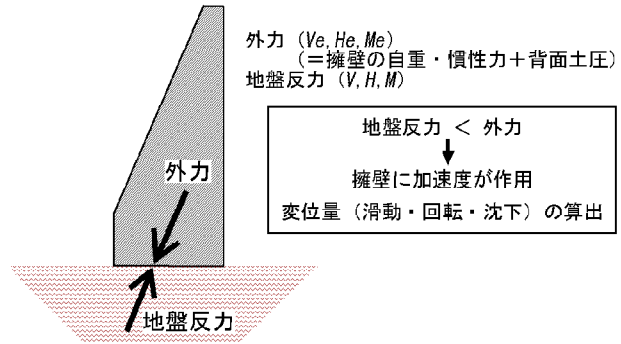 外力（Ve,He,Me）
（＝擁壁の自重・慣性力＋背面土圧）
地盤反力（V,H,M）
地盤反力 ＜ 外力
擁壁に加速度が作用
変位量（滑動・回転・沈下）の算出
外力
地盤反力